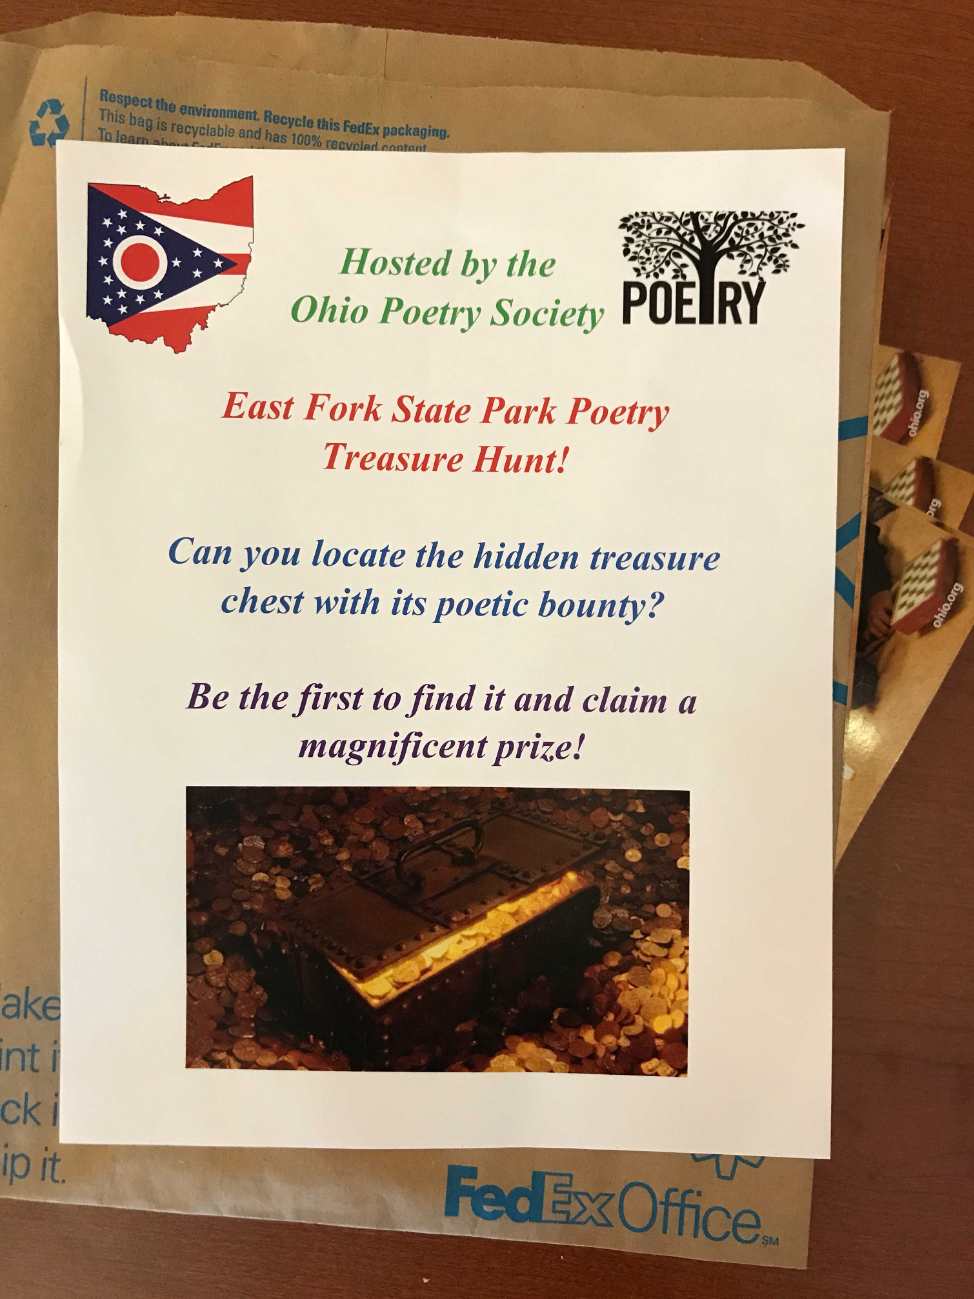 Respect the environment. Recycle this FedEx packaging.
This bag is recyclable and has 100% recycled content
To learn about FedEx
Hosted by the
Ohio Poetry Society
POETRY
East Fork State Park Poetry
Treasure Hunt!
Can you locate the hidden treasure
chest with its poetic bounty?
Be the first to find it and claim a
magnificent prize!
ohio.org
ohio.org
ohio.org
ake
int i
ck i
ip it.
FedEx Office SM